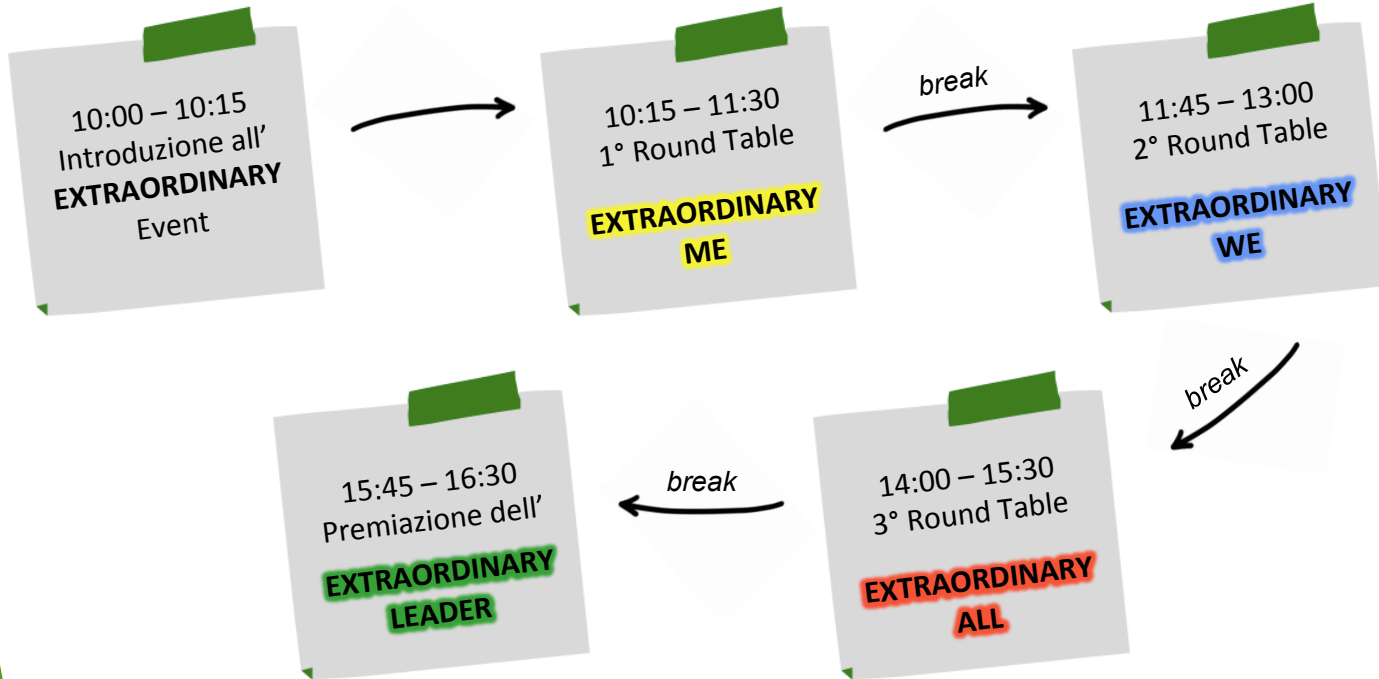 10:00 – 10:15
Introduzione all’
EXTRAORDINARY
Event
10:15 – 11:30
1° Round Table
EXTRAORDINARY
ME
break
11:45 – 13:00
2° Round Table
EXTRAORDINARY
WE
break
14:00 – 15:30
3° Round Table
EXTRAORDINARY
ALL
break
15:45 – 16:30
Premiazione dell’
EXTRAORDINARY
LEADER